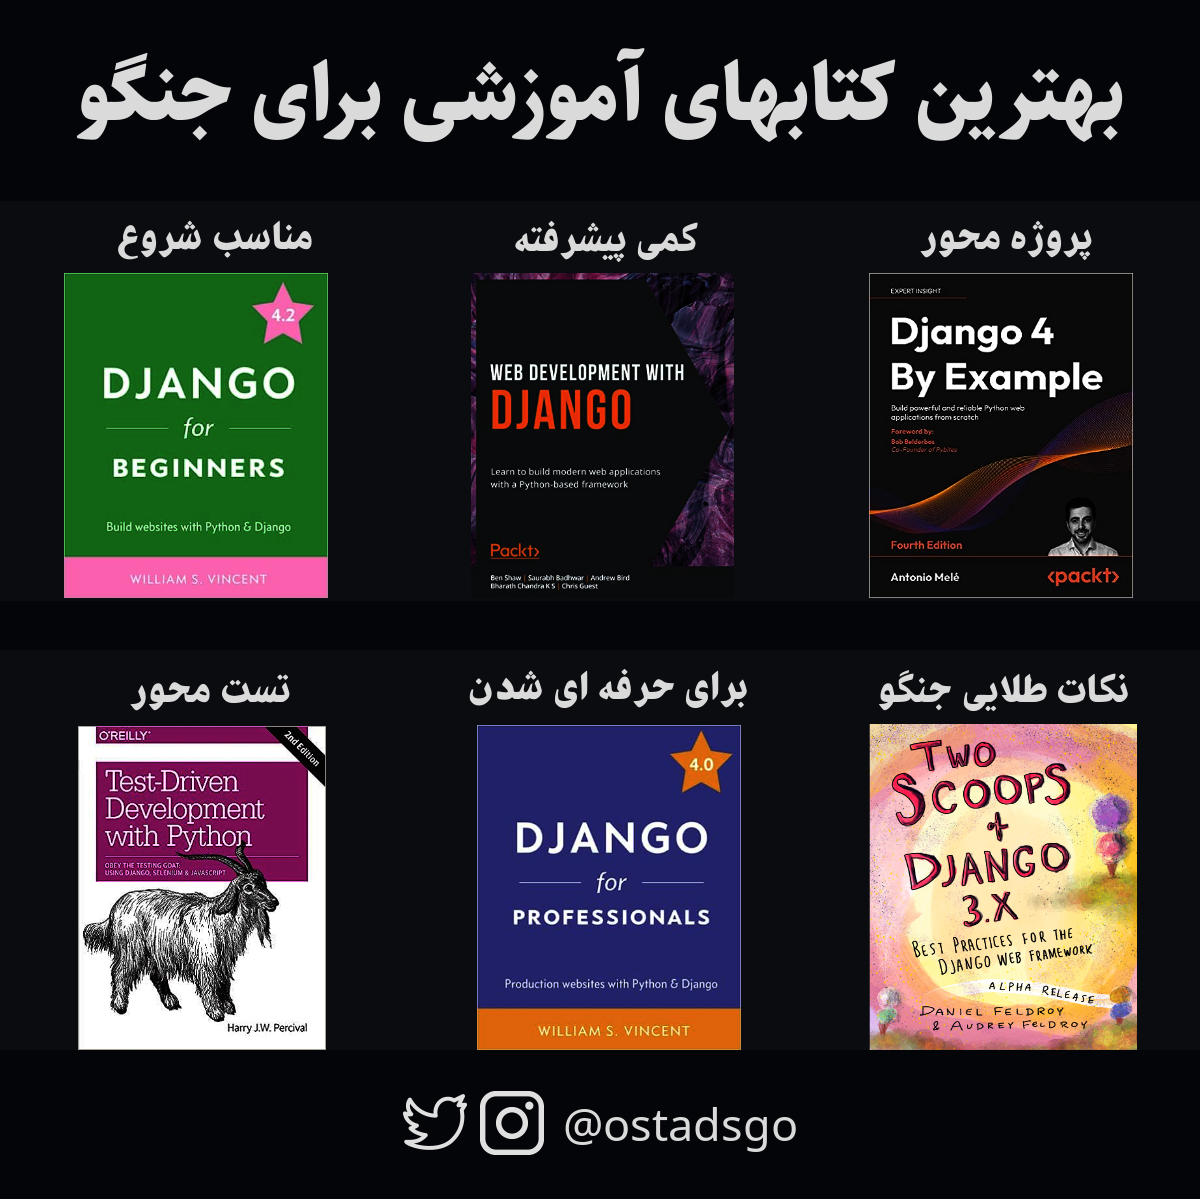 بهترین کتابهای آموزشی برای جنگو
مناسب شروع
4.2
DJANGO
for
BEGINNERS
Build websites with Python & Django
WILLIAM S. VINCENT
کمی پیشرفته
WEB DEVELOPMENT WITH
DJANGO
Learn to build modern web applications
with a Python-based framework
Packt>
Ben Shaw | Saurabh Badhwar | Andrew Bird
Bharath Chandra K S | Chris Guest
پروژه محور
EXPERT INSIGHT
Django 4
By Example
Build powerful and reliable Python web
applications from scratch
Foreword by:
Bob Belderbos
Co-Founder of Pybites
Fourth Edition
Antonio Melé
<packt>
تست محور
O'REILLY®
2nd Edition
Test-Driven
Development
with Python
OBEY THE TESTING GOAT:
USING DJANGO, SELENIUM & JAVASCRIPT
Harry J.W. Percival
برای حرفه ای شدن
4.0
DJANGO
for
PROFESSIONALS
Production websites with Python & Django
WILLIAM S. VINCENT
نکات طلایی جنگو
TWO
SCOOPS
of
DJANGO
3.X
BEST PRACTICES FOR THE
DJANGO WEB FRAMEWORK
ALPHA RELEASE
DANIEL FELDROY
& AUDREY FELDROY
@ostadsgo